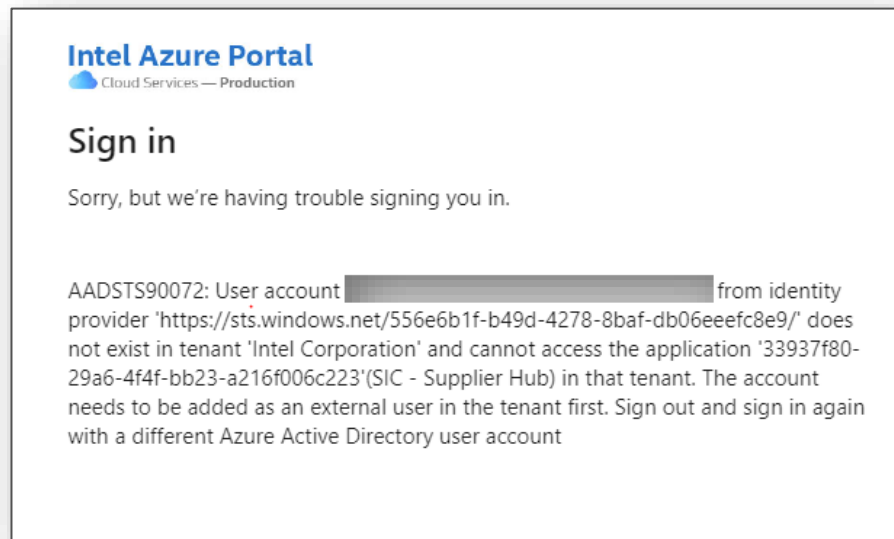 Intel Azure Portal
Cloud Services — Production
Sign in
Sorry, but we're having trouble signing you in.
AADSTS90072: User account from identity
provider 'https://sts.windows.net/556e6b1f-b49d-4278-8baf-db06eeefc8e9/' does
not exist in tenant 'Intel Corporation' and cannot access the application '33937f80-
29a6-4f4f-bb23-a216f006c223'(SIC - Supplier Hub) in that tenant. The account
needs to be added as an external user in the tenant first. Sign out and sign in again
with a different Azure Active Directory user account